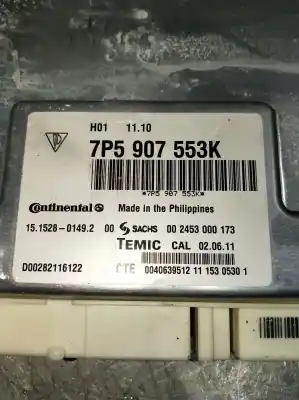 H01 11.10
7P5 907 553K
*7P5 907 553K*
Continental Made in the Philippines
15.1528-0149.2 00 SACHS 00 2453 000 173
TEMIC CAL 02.06.11
D00282116122 CTE 0040639512 11 153 0530 1